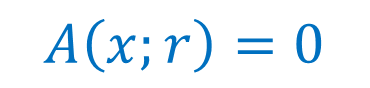 A(x;r) = 0